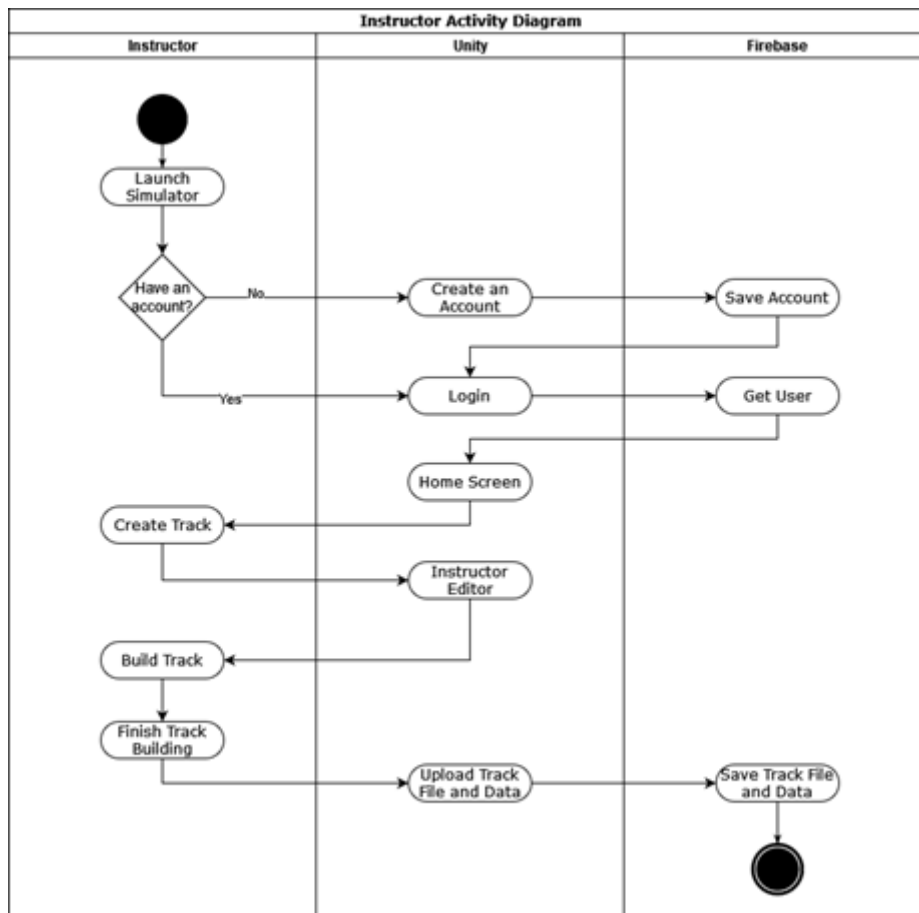 Instructor Activity Diagram
Instructor
Unity
Firebase
Launch
Simulator
Have an
account?
No
Create an
Account
Save Account
Yes
Login
Get User
Home Screen
Create Track
Instructor
Editor
Build Track
Finish Track
Building
Upload Track
File and Data
Save Track File
and Data